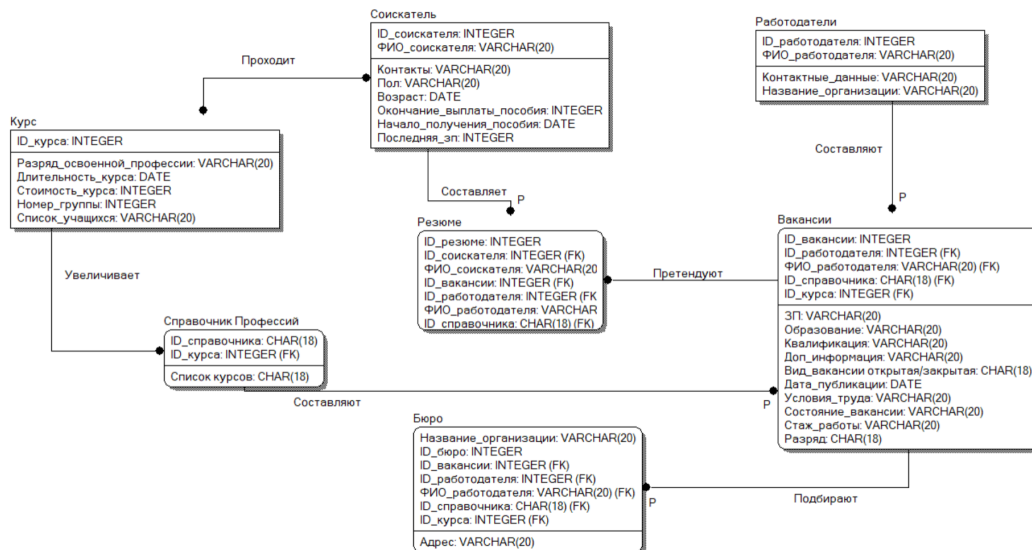 Соискатель
ID_соискателя: INTEGER
ФИО_соискателя: VARCHAR(20)
Контакты: VARCHAR(20)
Пол: VARCHAR(20)
Возраст: DATE
Окончание_выплаты_пособия: INTEGER
Начало_получения_пособия: DATE
Последняя_зп: INTEGER
Работодатели
ID_работодателя: INTEGER
ФИО_работодателя: VARCHAR(20)
Контактные_данные: VARCHAR(20)
Название_организации: VARCHAR(20)
Проходит
Курс
ID_курса: INTEGER
Разряд_освоенной_профессии: VARCHAR(20)
Длительность_курса: DATE
Стоимость_курса: INTEGER
Номер_группы: INTEGER
Список_учащихся: VARCHAR(20)
Составляют
P
Составляет
P
Резюме
ID_резюме: INTEGER
ID_соискателя: INTEGER (FK)
ФИО_соискателя: VARCHAR(20
ID_вакансии: INTEGER (FK)
ID_работодателя: INTEGER (FK
ФИО_работодателя: VARCHAR
ID_справочника: CHAR(18) (FK)
Претендуют
Вакансии
ID_вакансии: INTEGER
ID_работодателя: INTEGER (FK)
ФИО_работодателя: VARCHAR(20) (FK)
ID_справочника: CHAR(18) (FK)
ID_курса: INTEGER (FK)
ЗП: VARCHAR(20)
Образование: VARCHAR(20)
Квалификация: VARCHAR(20)
Доп_информация: VARCHAR(20)
Вид_вакансии открытая/закрытая: CHAR(18)
Дата_публикации: DATE
Условия_труда: VARCHAR(20)
Состояние_вакансии: VARCHAR(20)
Стаж_работы: VARCHAR(20)
Разряд: CHAR(18)
Увеличивает
Справочник Профессий
ID_справочника: CHAR(18)
ID_курса: INTEGER (FK)
Список курсов: CHAR(18)
Составляют
P
Бюро
Название_организации: VARCHAR(20)
ID_бюро: INTEGER
ID_вакансии: INTEGER (FK)
ID_работодателя: INTEGER (FK)
ФИО_работодателя: VARCHAR(20) (FK)
ID_справочника: CHAR(18) (FK)
ID_курса: INTEGER (FK)
Адрес: VARCHAR(20)
P
Подбирают